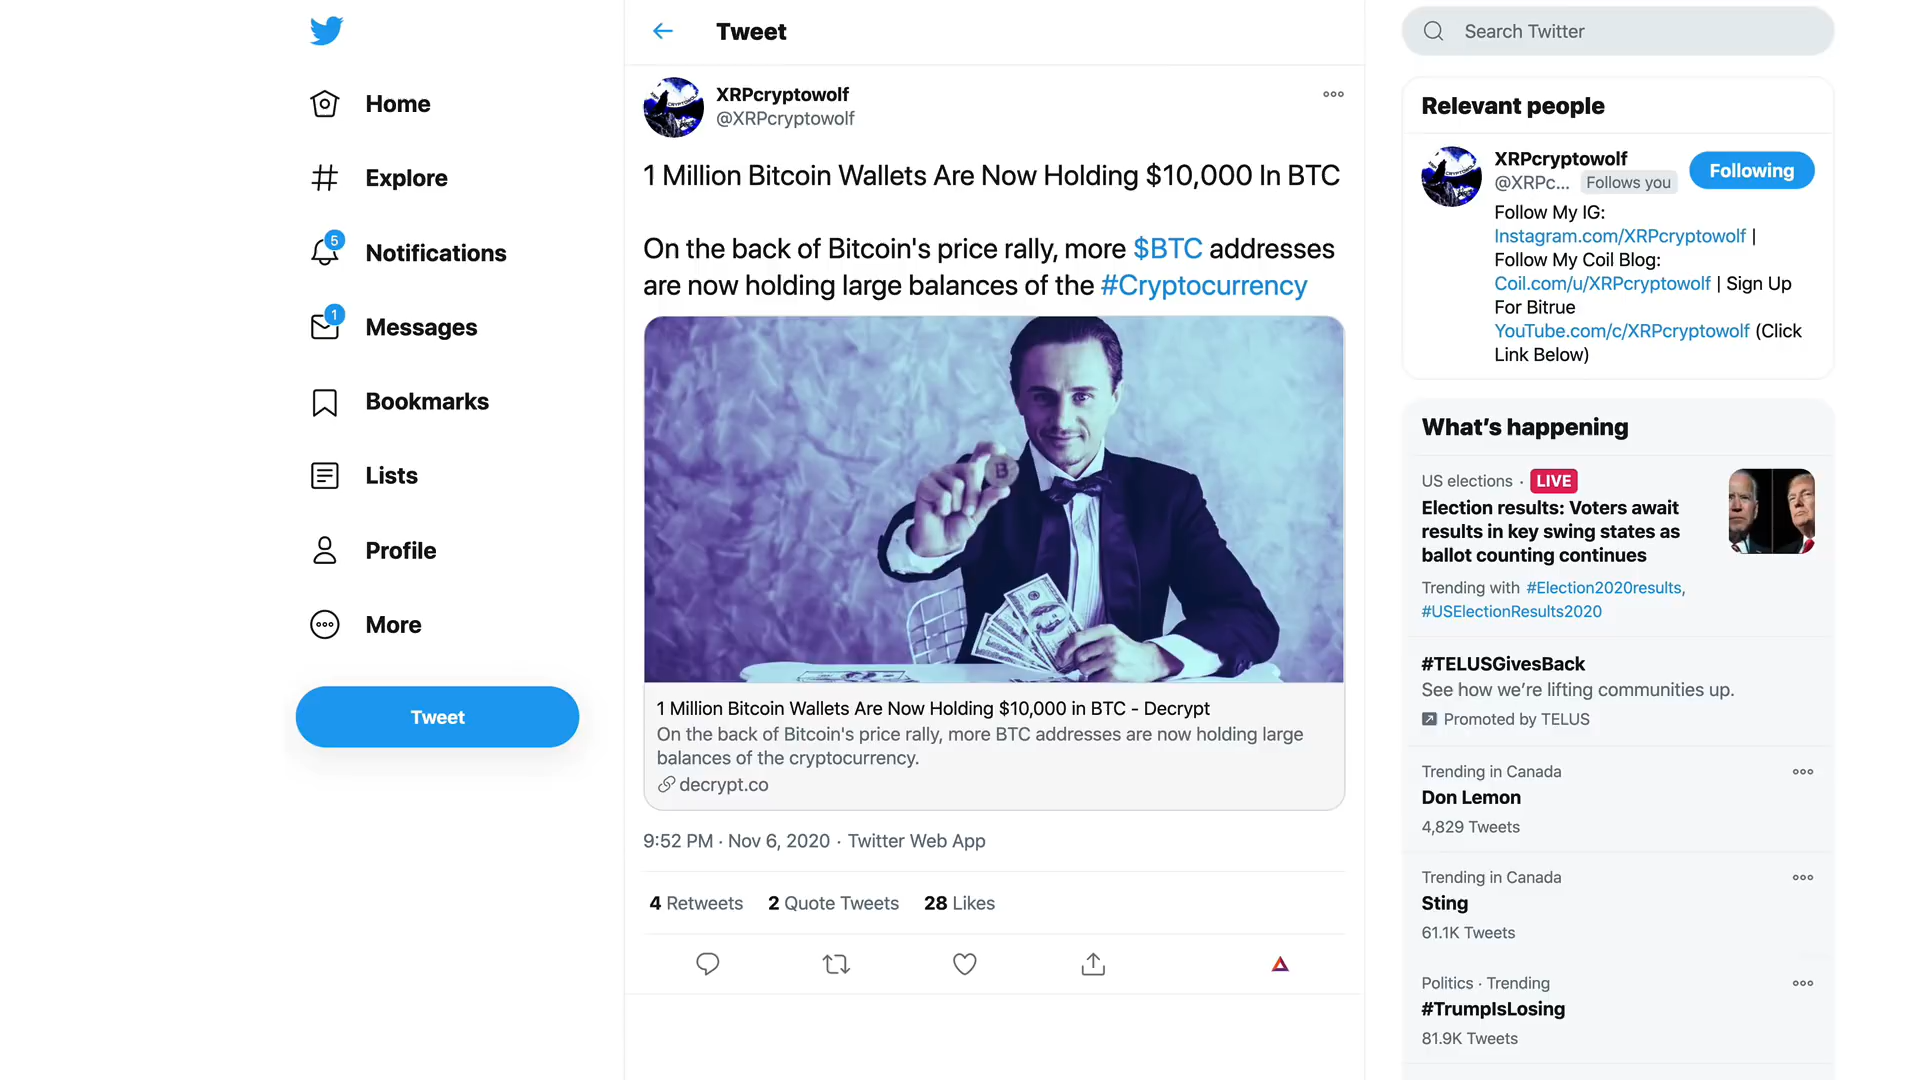 Home
Explore
5
Notifications
1
Messages
Bookmarks
Lists
Profile
More
Tweet
Tweet
XRPcryptowolf
@XRPcryptowolf
1 Million Bitcoin Wallets Are Now Holding $10,000 In BTC
On the back of Bitcoin's price rally, more $BTC addresses
are now holding large balances of the #Cryptocurrency
1 Million Bitcoin Wallets Are Now Holding $10,000 in BTC - Decrypt
On the back of Bitcoin's price rally, more BTC addresses are now holding large
balances of the cryptocurrency.
decrypt.co
9:52 PM · Nov 6, 2020 · Twitter Web App
4 Retweets 2 Quote Tweets 28 Likes
Search Twitter
Relevant people
XRPcryptowolf
@XRPc... Follows you
Following
Follow My IG:
Instagram.com/XRPcryptowolf |
Follow My Coil Blog:
Coil.com/u/XRPcryptowolf | Sign Up
For Bitrue
YouTube.com/c/XRPcryptowolf (Click
Link Below)
What's happening
US elections · LIVE
Election results: Voters await
results in key swing states as
ballot counting continues
Trending with #Election2020results,
#USElectionResults2020
#TELUSGivesBack
See how we're lifting communities up.
Promoted by TELUS
Trending in Canada
Don Lemon
4,829 Tweets
Trending in Canada
Sting
61.1K Tweets
Politics · Trending
#TrumpIsLosing
81.9K Tweets